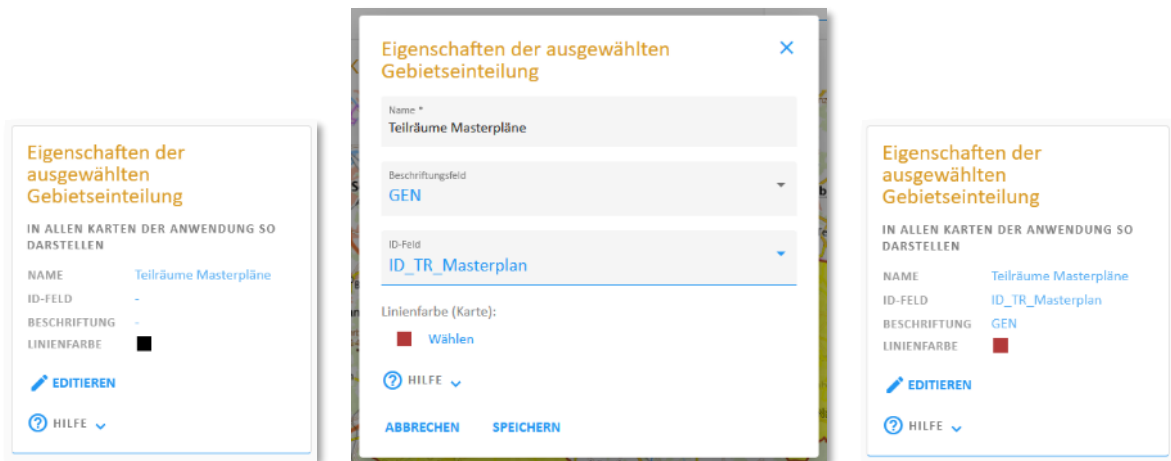 Eigenschaften der
ausgewählten
Gebietseinteilung
IN ALLEN KARTEN DER ANWENDUNG SO
DARSTELLEN
NAME Teilräume Masterpläne
ID-FELD -
BESCHRIFTUNG -
LINIENFARBE
EDITIEREN
HILFE
Eigenschaften der ausgewählten
Gebietseinteilung
Name *
Teilräume Masterpläne
Beschriftungsfeld
GEN
ID-Feld
ID_TR_Masterplan
Linienfarbe (Karte):
Wählen
HILFE
ABBRECHEN SPEICHERN
Eigenschaften der
ausgewählten
Gebietseinteilung
IN ALLEN KARTEN DER ANWENDUNG SO
DARSTELLEN
NAME Teilräume Masterpläne
ID-FELD ID_TR_Masterplan
BESCHRIFTUNG GEN
LINIENFARBE
EDITIEREN
HILFE